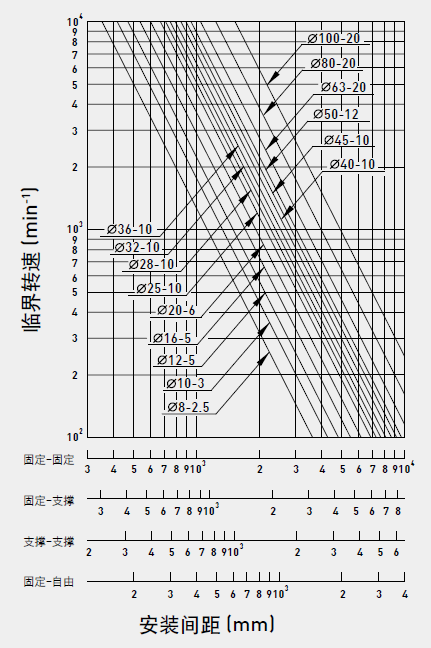 10⁴
9
8
7
6
5
4
3
2
10³
9
8
7
6
5
4
3
2
10²
临界转速 (min⁻¹)
Ø100-20
Ø80-20
Ø63-20
Ø50-12
Ø45-10
Ø40-10
Ø36-10
Ø32-10
Ø28-10
Ø25-10
Ø20-6
Ø16-5
Ø12-5
Ø10-3
Ø8-2.5
固定-固定 3 4 5 6 7 8 9 10³ 2 3 4 5 6 7 8 9 10⁴
固定-支撑 3 4 5 6 7 8 9 10³ 2 3 4 5 6 7 8
支撑-支撑 2 3 4 5 6 7 8 9 10³ 2 3 4 5 6
固定-自由 2 3 4 5 6 7 8 9 10³ 2 3 4
安装间距 (mm)